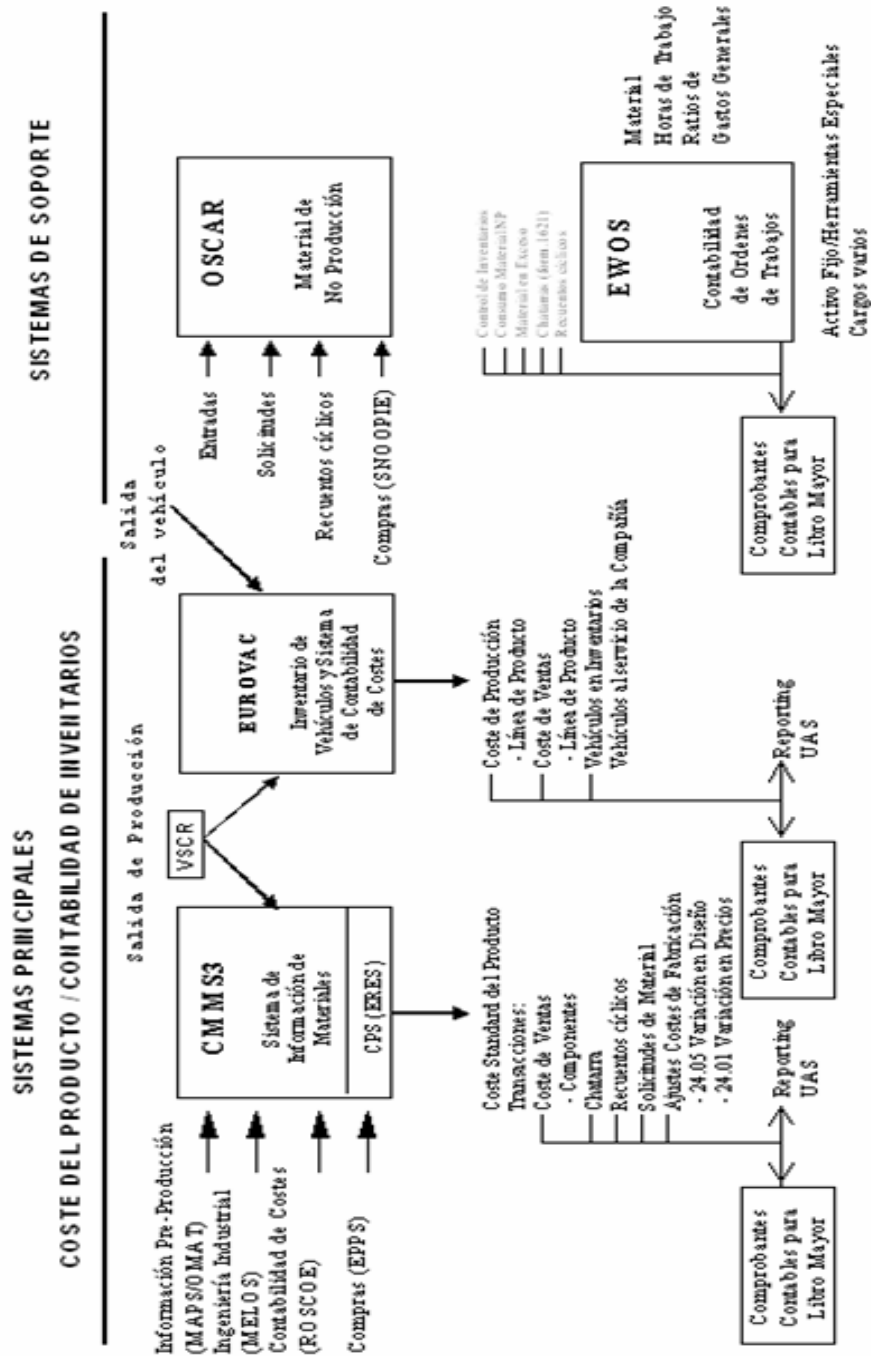 SISTEMAS PRINCIPALES
COSTE DEL PRODUCTO / CONTABILIDAD DE INVENTARIOS
SISTEMAS DE SOPORTE
Salida de Producción
Salida
del vehículo
VSCR
Información Pre-Producción
(MAPS/OMAT)
Ingeniería Industrial
(MELOS)
Contabilidad de Costes
(ROSCOE)
Compras (EPPS)
CMMS3
Sistema de
Información de
Materiales
CPS (ERES)
EUROVAC
Inventario de
Vehículos y Sistema
de Contabilidad
de Costes
Entradas
Solicitudes
Recuentos cíclicos
Compras (SNOOPIE)
OSCAR
Material de
No Producción
Coste Standard del Producto
Transacciones:
Coste de Ventas
- Componentes
Chatarra
Recuentos cíclicos
Solicitudes de Material
Ajustes Costes de Fabricación
- 24.05 Variación en Diseño
- 24.01 Variación en Precios
Reporting
UAS
Comprobantes
Contables para
Libro Mayor
Coste de Producción
- Línea de Producto
Coste de Ventas
- Línea de Producto
Vehículos en Inventarios
Vehículos al servicio de la Compañía
Reporting
UAS
Comprobantes
Contables para
Libro Mayor
Control de Inventarios
Consumo Material NP
Material en Exceso
Chatarras (form.1621)
Recuentos cíclicos
EWOS
Contabilidad
de Ordenes
de Trabajos
Material
Horas de Trabajo
Ratios de
Gastos Generales
Activo Fijo/Herramientas Especiales
Cargos varios
Comprobantes
Contables para
Libro Mayor